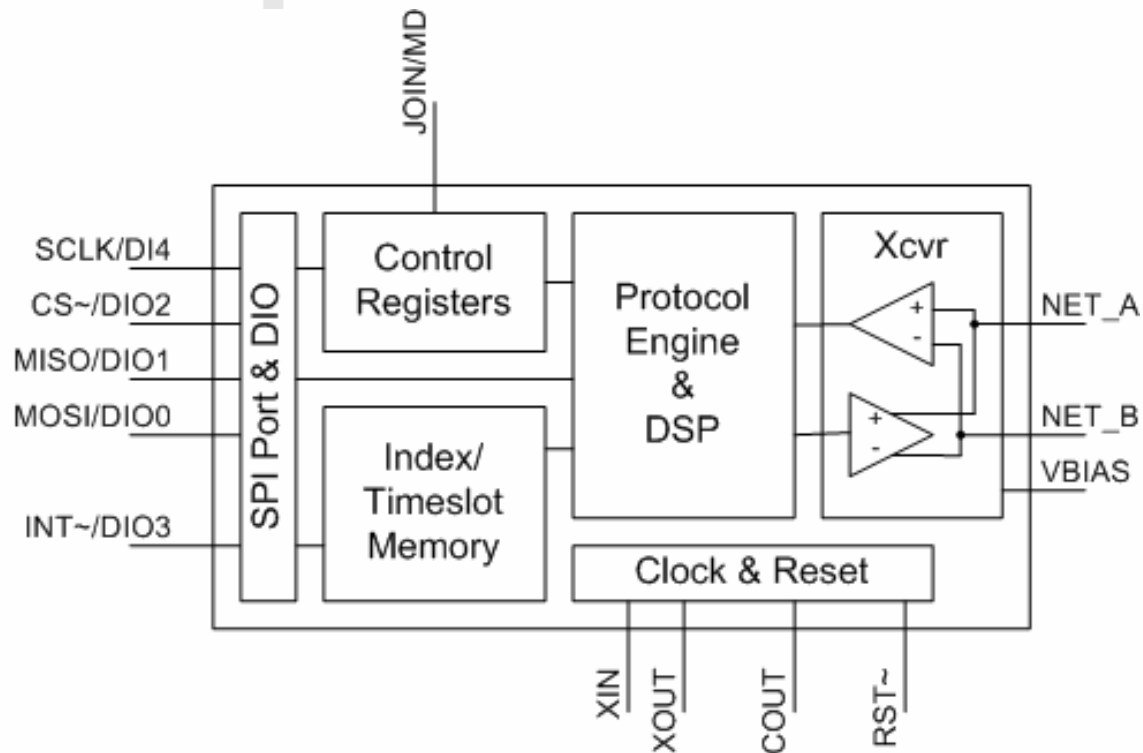 JOIN/MD
SCLK/DI4
CS~/DIO2
MISO/DIO1
MOSI/DIO0
INT~/DIO3
SPI Port & DIO
Control
Registers
Index/
Timeslot
Memory
Protocol
Engine
&
DSP
Xcvr
+
-
+
-
NET_A
NET_B
VBIAS
Clock & Reset
XIN
XOUT
COUT
RST~